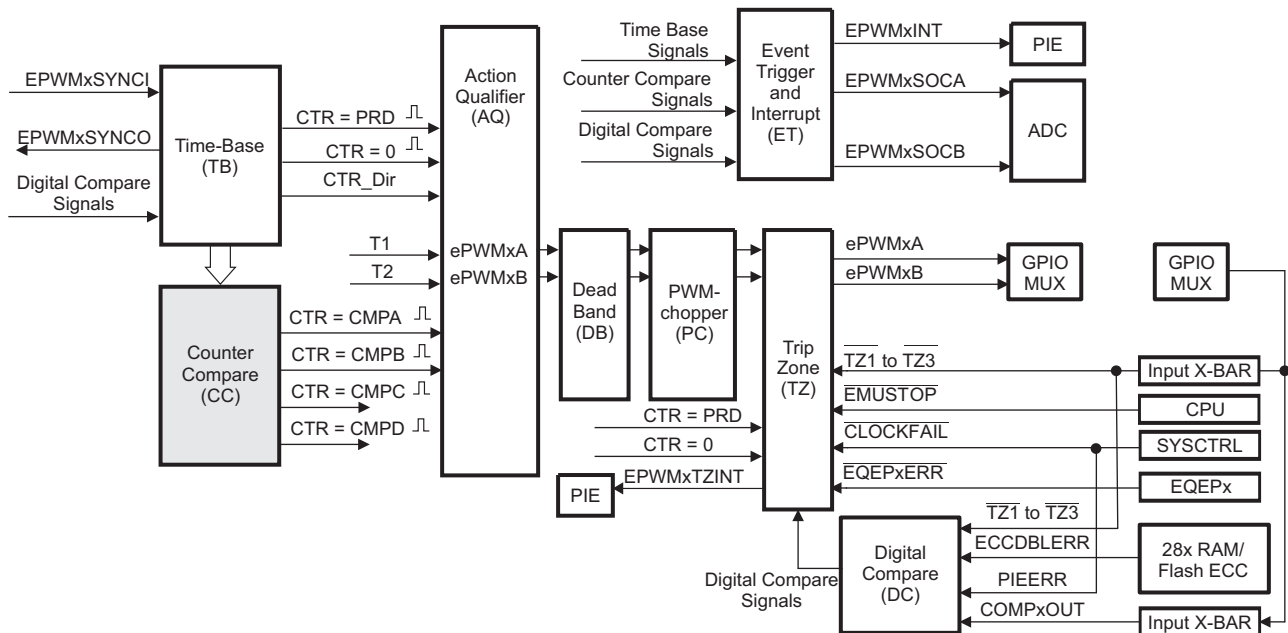 EPWMxSYNCI
EPWMxSYNCO
Digital Compare
Signals
Time-Base
(TB)
CTR = PRD
CTR = 0
CTR_Dir
T1
T2
Counter
Compare
(CC)
CTR = CMPA
CTR = CMPB
CTR = CMPC
CTR = CMPD
Action
Qualifier
(AQ)
ePWMxA
ePWMxB
Time Base
Signals
Counter Compare
Signals
Digital Compare
Signals
Event
Trigger
and
Interrupt
(ET)
EPWMxINT
EPWMxSOCA
EPWMxSOCB
PIE
ADC
Dead
Band
(DB)
PWM-
chopper
(PC)
Trip
Zone
(TZ)
ePWMxA
ePWMxB
GPIO
MUX
GPIO
MUX
TZ1 to TZ3
Input X-BAR
EMUSTOP
CPU
CLOCKFAIL
SYSCTRL
EQEPxERR
EQEPx
CTR = PRD
CTR = 0
EPWMxTZINT
PIE
Digital Compare
Signals
Digital
Compare
(DC)
TZ1 to TZ3
ECCDBLERR
28x RAM/
Flash ECC
PIEERR
COMPxOUT
Input X-BAR